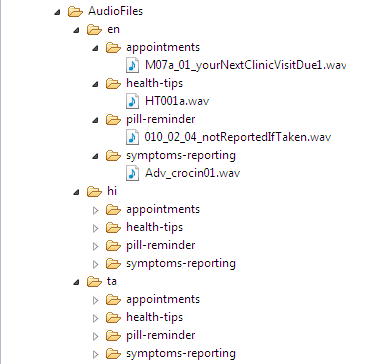 AudioFiles
en
appointments
M07a_01_yourNextClinicVisitDue1.wav
health-tips
HT001a.wav
pill-reminder
010_02_04_notReportedIfTaken.wav
symptoms-reporting
Adv_crocin01.wav
hi
appointments
health-tips
pill-reminder
symptoms-reporting
ta
appointments
health-tips
pill-reminder
symptoms-reporting